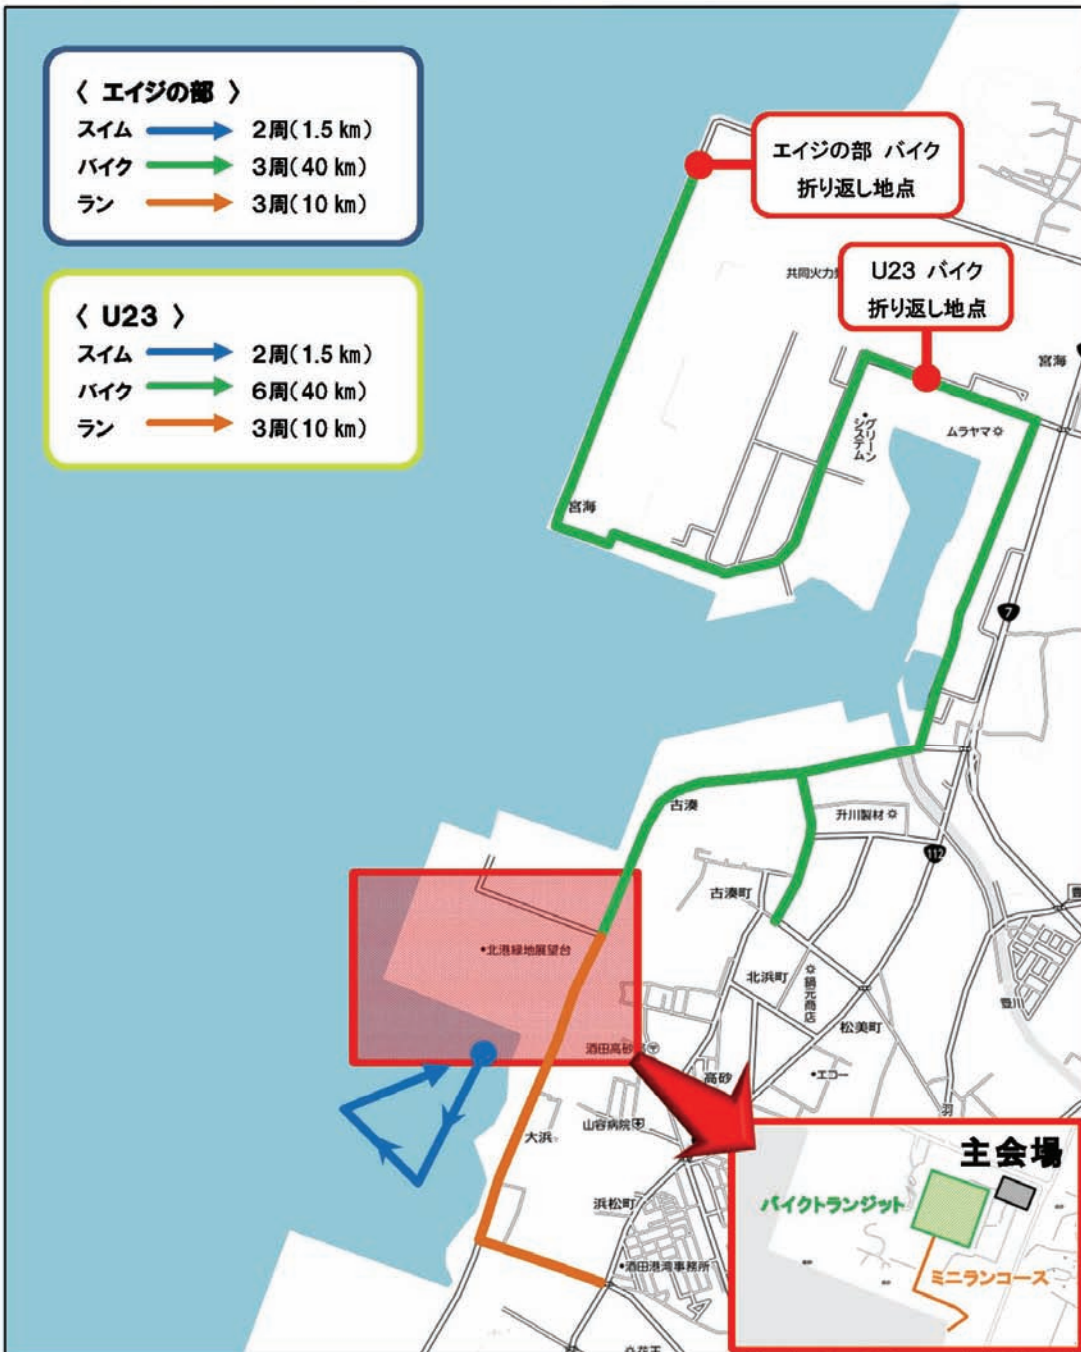 〈 エイジの部 〉
スイム 2周(1.5 km)
バイク 3周(40 km)
ラン 3周(10 km)
〈 U23 〉
スイム 2周(1.5 km)
バイク 6周(40 km)
ラン 3周(10 km)
エイジの部 バイク
折り返し地点
共同火力
U23 バイク
折り返し地点
宮海
グリーン
システム
ムラヤマ
宮海
7
古湊
升川製材
112
古湊町
北港緑地展望台
北浜町
鍋元商店
豊川
松美町
酒田高砂
高砂
エコー
羽
山容病院
大浜
主会場
浜松町
バイクトランジット
酒田港湾事務所
ミニランコース